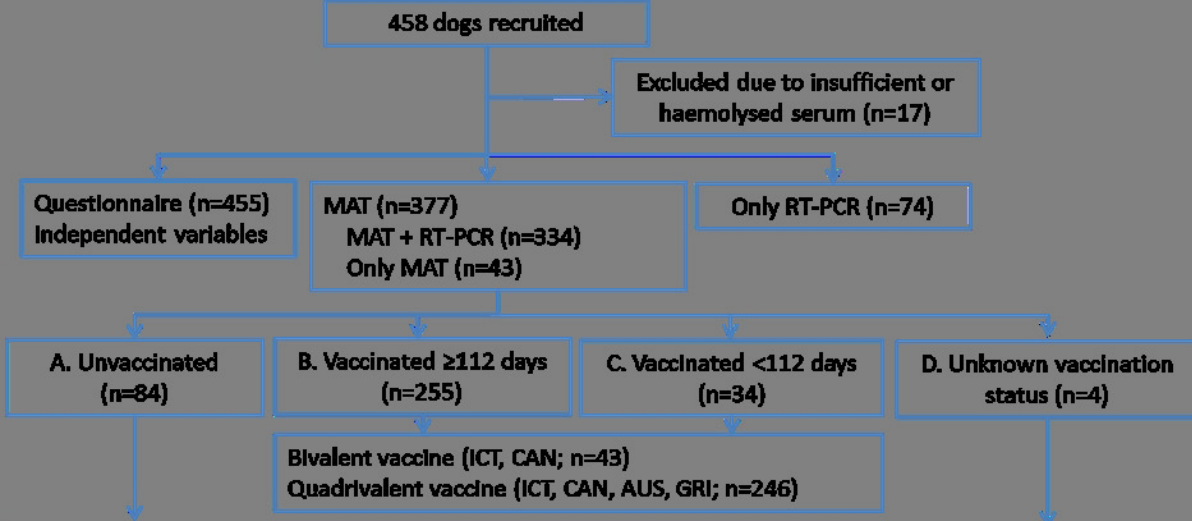 458 dogs recruited
Excluded due to insufficient or
haemolysed serum (n=17)
Questionnaire (n=455)
Independent variables
MAT (n=377)
MAT + RT-PCR (n=334)
Only MAT (n=43)
Only RT-PCR (n=74)
A. Unvaccinated
(n=84)
B. Vaccinated ≥112 days
(n=255)
C. Vaccinated <112 days
(n=34)
D. Unknown vaccination
status (n=4)
Bivalent vaccine (ICT, CAN; n=43)
Quadrivalent vaccine (ICT, CAN, AUS, GRI; n=246)